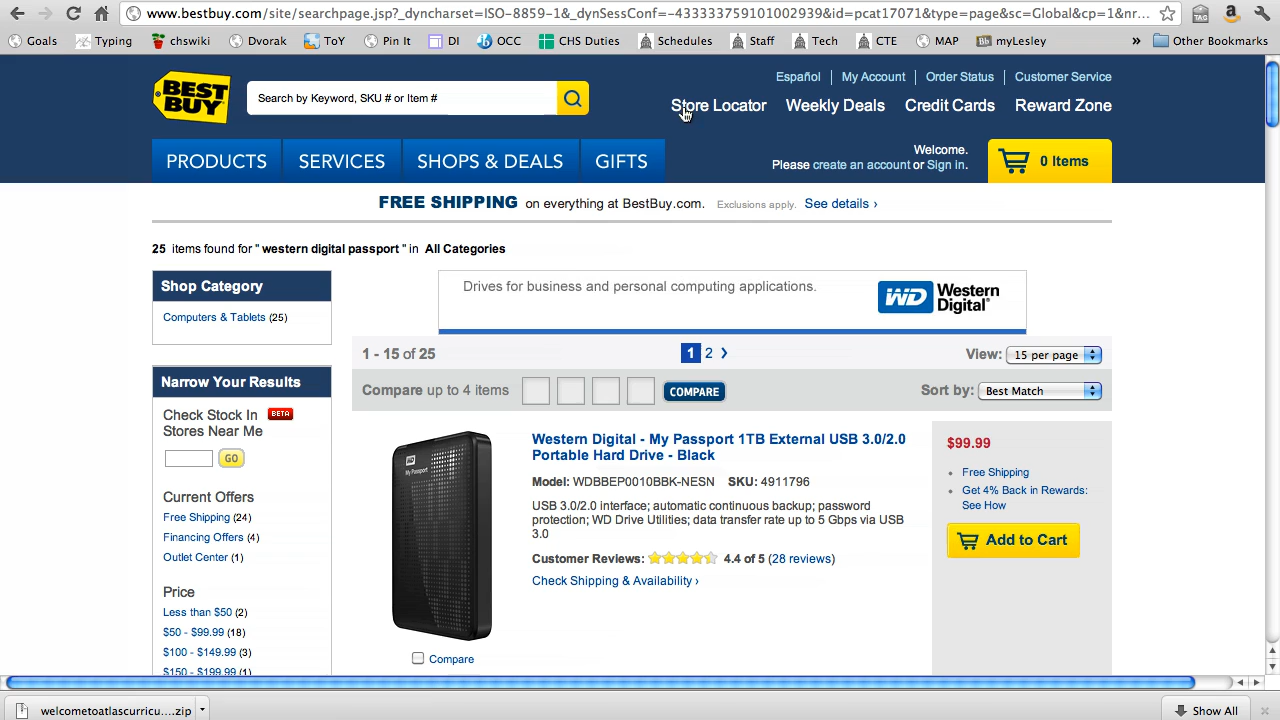 www.bestbuy.com/site/searchpage.jsp?_dyncharset=ISO-8859-1&_dynSessConf=-433333759101002939&id=pcat17071&type=page&sc=Global&cp=1&nr...
Goals Typing chswiki Dvorak ToY Pin It DI OCC CHS Duties Schedules Staff Tech CTE MAP myLesley » Other Bookmarks
Español My Account Order Status Customer Service
BEST BUY
Search by Keyword, SKU # or Item #
Store Locator Weekly Deals Credit Cards Reward Zone
PRODUCTS SERVICES SHOPS & DEALS GIFTS
Welcome.
Please create an account or Sign in.
0 Items
FREE SHIPPING on everything at BestBuy.com. Exclusions apply. See details ›
25 items found for " western digital passport " in All Categories
Shop Category
Computers & Tablets (25)
Drives for business and personal computing applications.
WD Western Digital®
1 - 15 of 25
1 2 ›
View: 15 per page
Compare up to 4 items COMPARE
Sort by: Best Match
Narrow Your Results
Check Stock In BETA
Stores Near Me
GO
Current Offers
Free Shipping (24)
Financing Offers (4)
Outlet Center (1)
Price
Less than $50 (2)
$50 - $99.99 (18)
$100 - $149.99 (3)
$150 - $199.99 (1)
WD
My Passport
Compare
Western Digital - My Passport 1TB External USB 3.0/2.0
Portable Hard Drive - Black
Model: WDBBEP0010BBK-NESN SKU: 4911796
USB 3.0/2.0 interface; automatic continuous backup; password
protection; WD Drive Utilities; data transfer rate up to 5 Gbps via USB
3.0
Customer Reviews: 4.4 of 5 (28 reviews)
Check Shipping & Availability ›
$99.99
Free Shipping
Get 4% Back in Rewards:
See How
Add to Cart
welcometoatlascurricu....zip
Show All